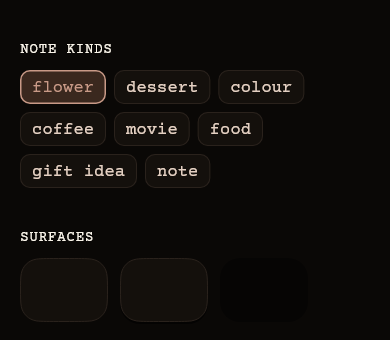 NOTE KINDS
flower dessert colour
coffee movie food
gift idea note
SURFACES